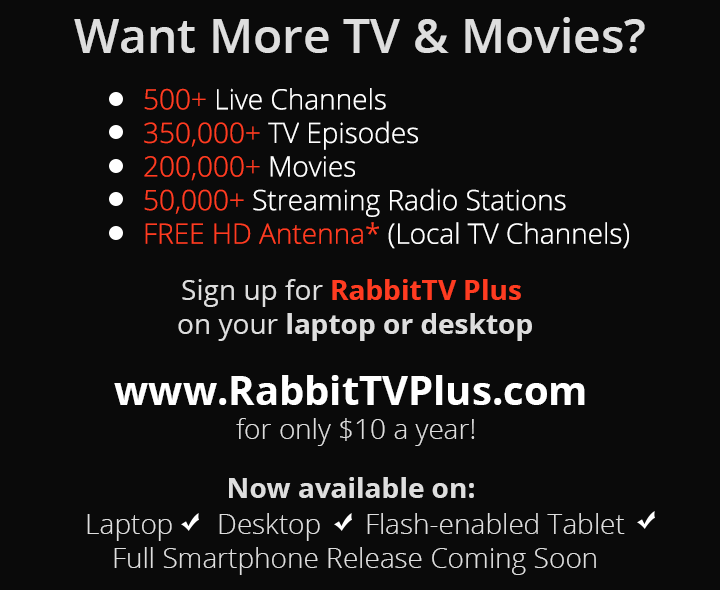 Want More TV & Movies?
• 500+ Live Channels
• 350,000+ TV Episodes
• 200,000+ Movies
• 50,000+ Streaming Radio Stations
• FREE HD Antenna* (Local TV Channels)
Sign up for RabbitTV Plus
on your laptop or desktop
www.RabbitTVPlus.com
for only $10 a year!
Now available on:
Laptop ✔ Desktop ✔ Flash-enabled Tablet ✔
Full Smartphone Release Coming Soon